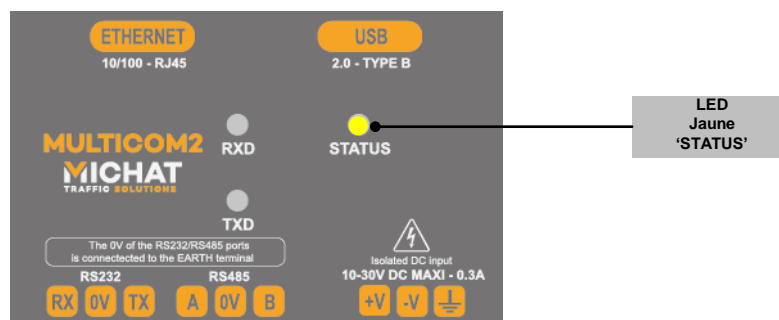 ETHERNET
10/100 - RJ45
USB
2.0 - TYPE B
LED
Jaune
‘STATUS’
MULTICOM2
MICHAT
TRAFFIC SOLUTIONS
RXD
STATUS
TXD
The 0V of the RS232/RS485 ports
is connectected to the EARTH terminal
RS232
RS485
RX 0V TX A 0V B
Isolated DC input
10-30V DC MAXI - 0.3A
+V -V